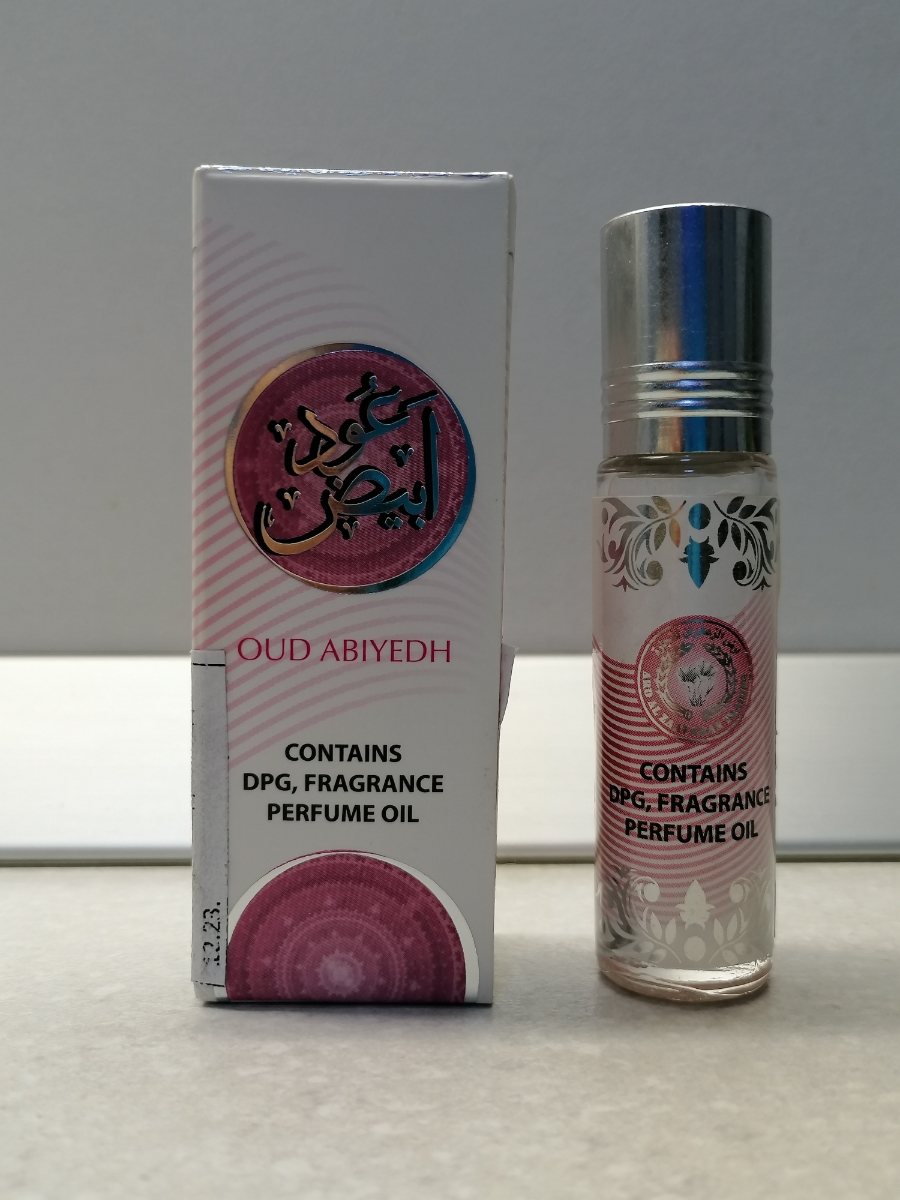 عود
ابيض
OUD ABIYEDH
CONTAINS
DPG, FRAGRANCE
PERFUME OIL
CONTAINS
DPG, FRAGRANCE
PERFUME OIL